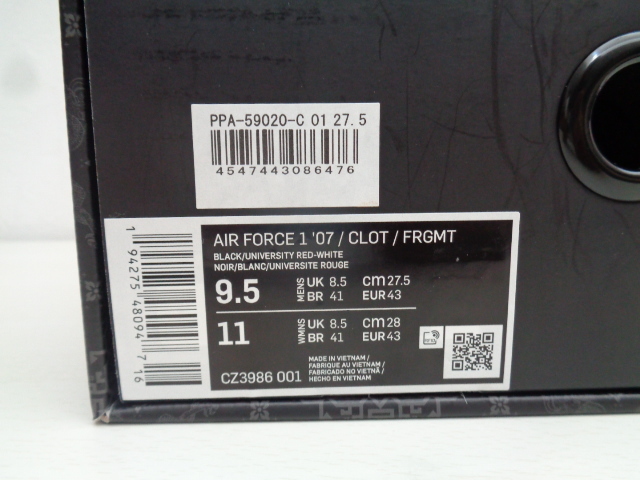 PPA-59020-C 01 27.5
4547443086476
AIR FORCE 1 '07 / CLOT / FRGMT
BLACK/UNIVERSITY RED-WHITE
NOIR/BLANC/UNIVERSITE ROUGE
9.5 MENS UK 8.5 cm 27.5
BR 41 EUR 43
11 WMNS UK 8.5 cm 28
BR 41 EUR 43
CZ3986 001
MADE IN VIETNAM /
FABRIQUE AU VIETNAM /
FABRICADO NO VIETNÃ /
HECHO EN VIETNAM
1 94275 48094 7 16